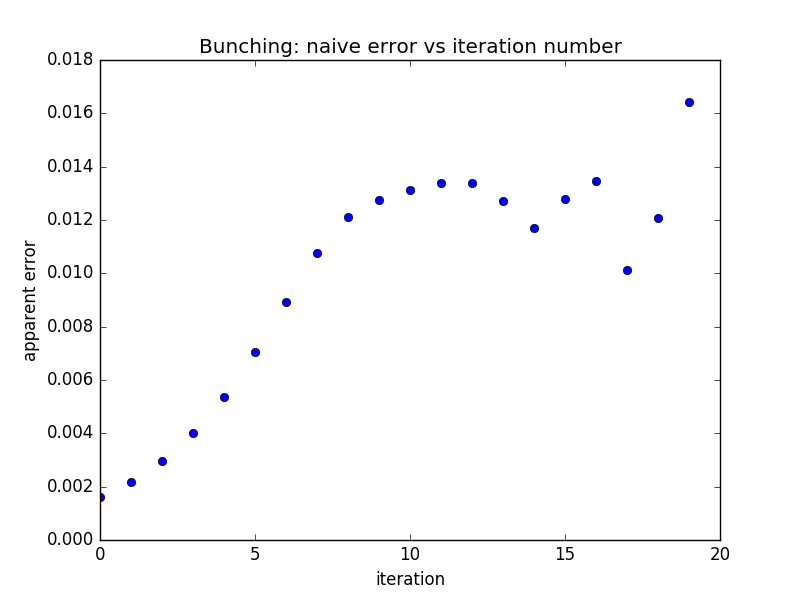 Bunching: naive error vs iteration number
0.018
0.016
0.014
0.012
0.010
0.008
0.006
0.004
0.002
0.000
apparent error
0 5 10 15 20
iteration